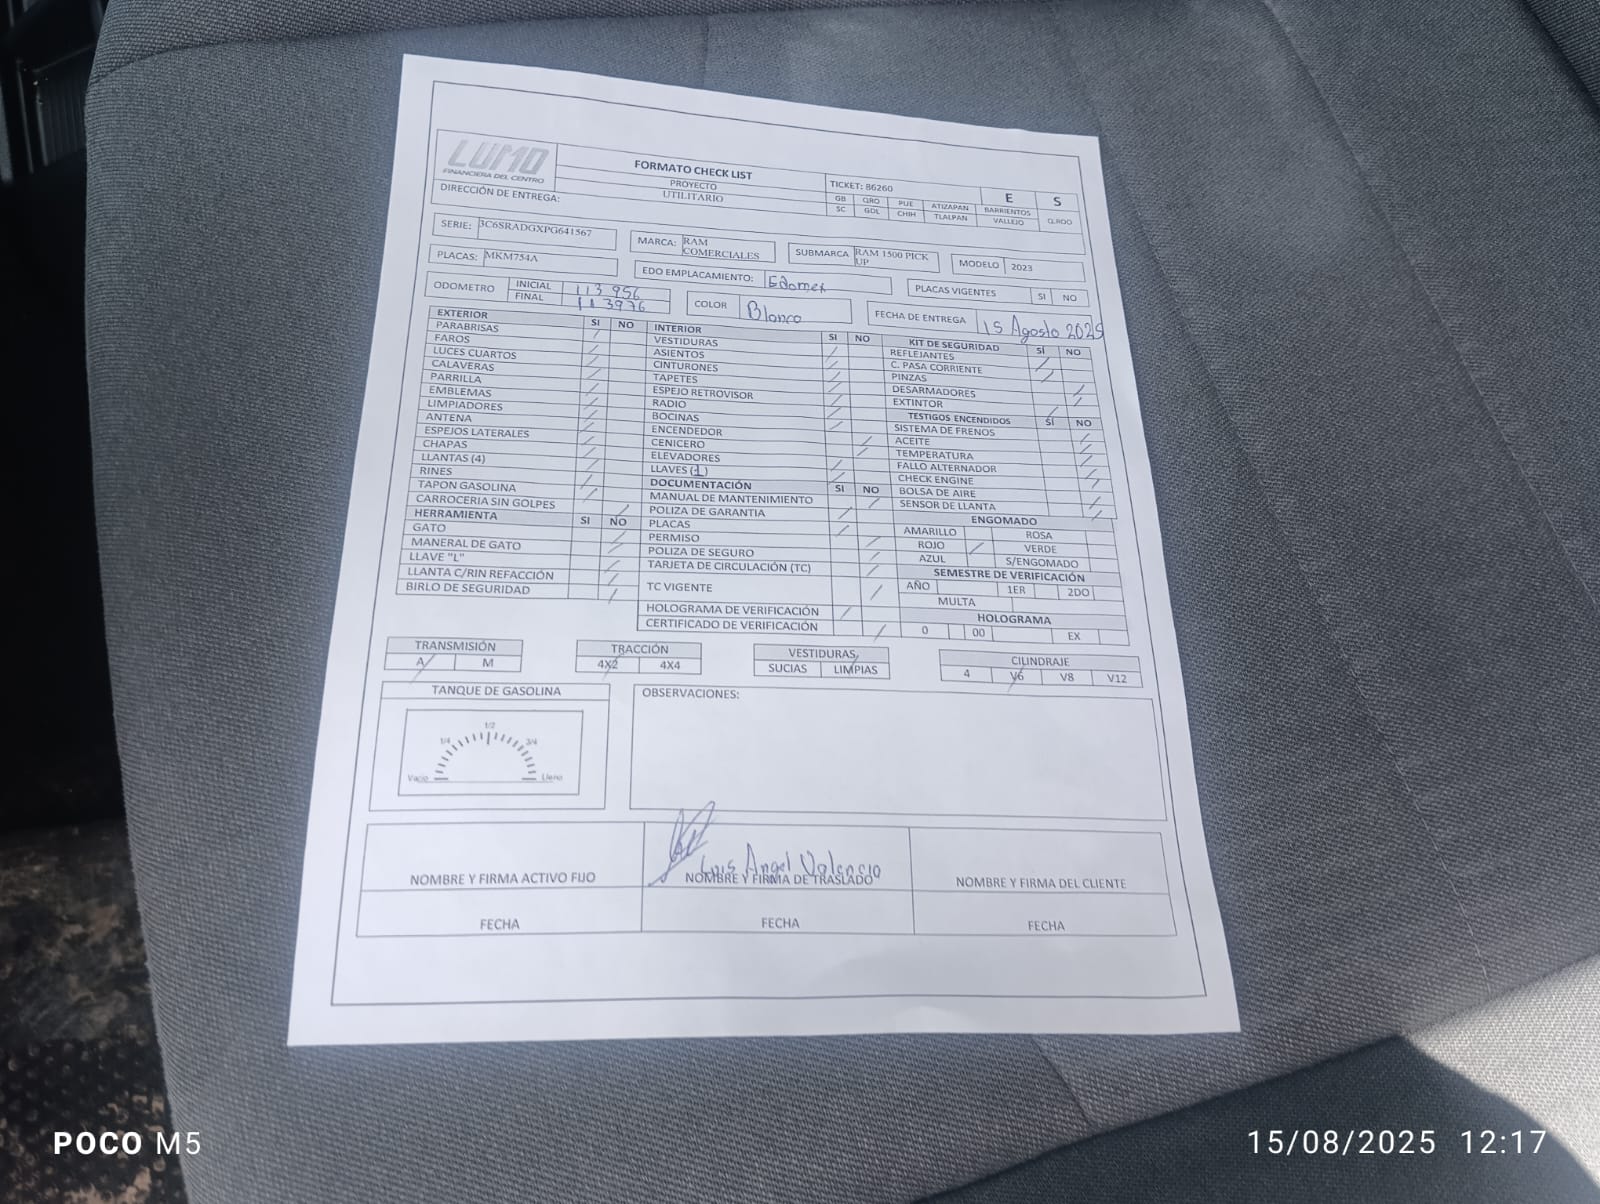 LUMO
FINANCIERA DEL CENTRO
FORMATO CHECK LIST
PROYECTO
UTILITARIO
TICKET: 86260
E S
GB QRO PUE ATIZAPAN BARRIENTOS
SC GDL CHIH TLALPAN VALLEJO
DIRECCIÓN DE ENTREGA:
SERIE: 3C6SRADGXPG641567
MARCA: RAM COMERCIALES
SUBMARCA RAM 1500 PICK UP
MODELO 2023
PLACAS: MKM754A
EDO EMPLACAMIENTO: Edomex
PLACAS VIGENTES SI NO
ODOMETRO INICIAL 113.956
FINAL 113976
COLOR Blanco
FECHA DE ENTREGA 15 Agosto 2025
EXTERIOR SI NO
PARABRISAS
FAROS
LUCES CUARTOS
CALAVERAS
PARRILLA
EMBLEMAS
LIMPIADORES
ANTENA
ESPEJOS LATERALES
CHAPAS
LLANTAS (4)
RINES
TAPON GASOLINA
CARROCERIA SIN GOLPES
HERRAMIENTA SI NO
GATO
MANERAL DE GATO
LLAVE "L"
LLANTA C/RIN REFACCIÓN
BIRLO DE SEGURIDAD
INTERIOR SI NO
VESTIDURAS
ASIENTOS
CINTURONES
TAPETES
ESPEJO RETROVISOR
RADIO
BOCINAS
ENCENDEDOR
CENICERO
ELEVADORES
LLAVES (1)
DOCUMENTACIÓN SI NO
MANUAL DE MANTENIMIENTO
POLIZA DE GARANTIA
PLACAS
PERMISO
POLIZA DE SEGURO
TARJETA DE CIRCULACIÓN (TC)
TC VIGENTE
HOLOGRAMA DE VERIFICACIÓN
CERTIFICADO DE VERIFICACIÓN
KIT DE SEGURIDAD SÍ NO
REFLEJANTES
C. PASA CORRIENTE
PINZAS
DESARMADORES
EXTINTOR
TESTIGOS ENCENDIDOS SI NO
SISTEMA DE FRENOS
ACEITE
TEMPERATURA
FALLO ALTERNADOR
CHECK ENGINE
BOLSA DE AIRE
SENSOR DE LLANTA
ENGOMADO
AMARILLO ROSA
ROJO VERDE
AZUL S/ENGOMADO
SEMESTRE DE VERIFICACIÓN
AÑO 1ER 2DO
MULTA
HOLOGRAMA
0 00 EX
TRANSMISIÓN
A M
TRACCIÓN
4X2 4X4
VESTIDURAS
SUCIAS LIMPIAS
CILINDRAJE
4 V6 V8 V12
TANQUE DE GASOLINA
1/4 1/2 3/4
Vacio Lleno
OBSERVACIONES:
Luis Angel Valencia
NOMBRE Y FIRMA ACTIVO FIJO
NOMBRE Y FIRMA DE TRASLADO
NOMBRE Y FIRMA DEL CLIENTE
FECHA FECHA FECHA
POCO M5
15/08/2025 12:17